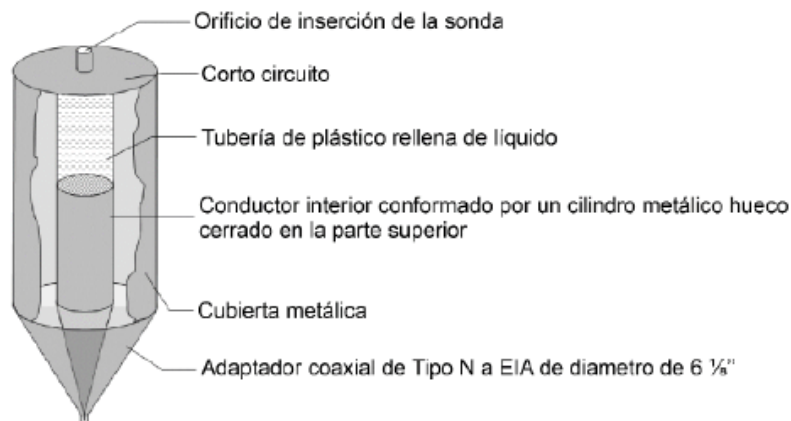 Orificio de inserción de la sonda
Corto circuito
Tubería de plástico rellena de líquido
Conductor interior conformado por un cilindro metálico hueco
cerrado en la parte superior
Cubierta metálica
Adaptador coaxial de Tipo N a EIA de diametro de 6 ⅛"